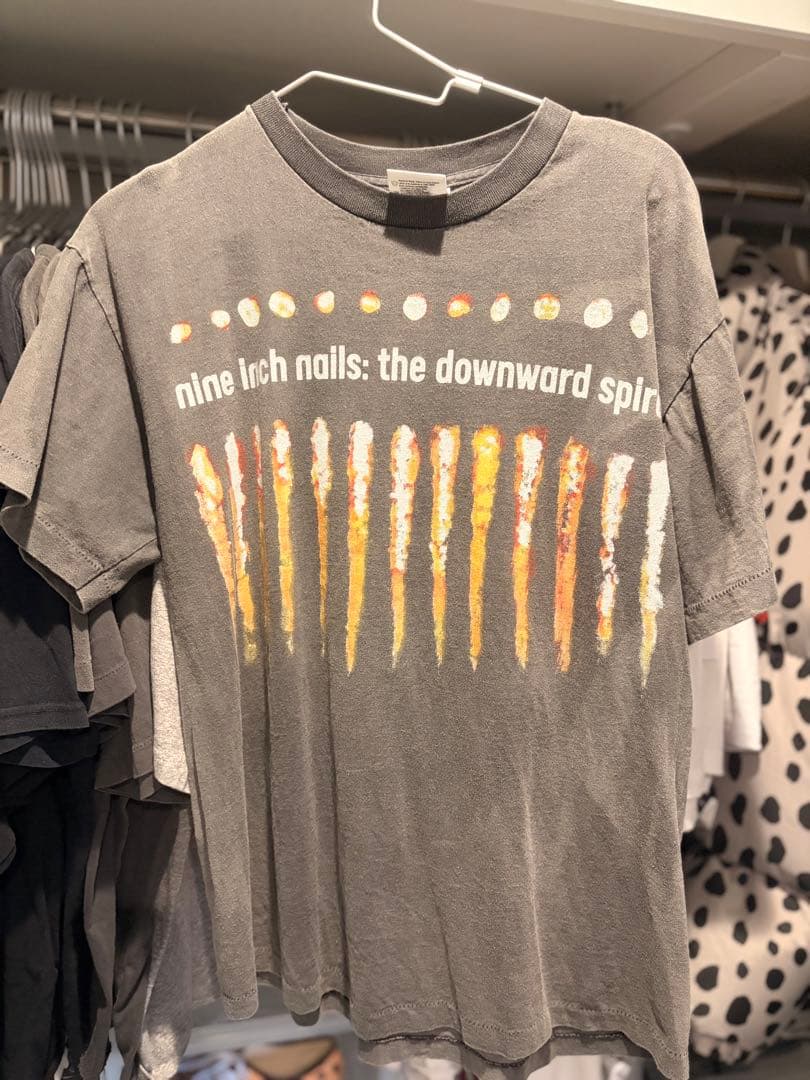 nine inch nails: the downward spir